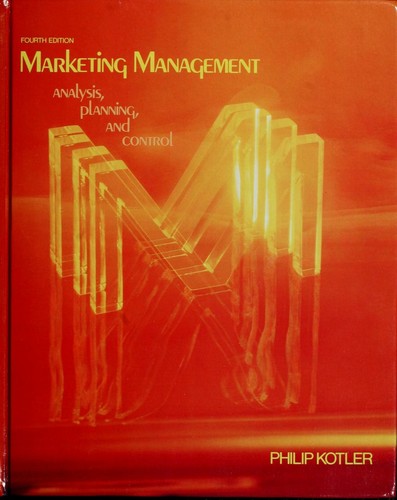 FOURTH EDITION
MARKETING MANAGEMENT
ANALYSIS,
PLANNING,
AND
CONTROL
PHILIP KOTLER